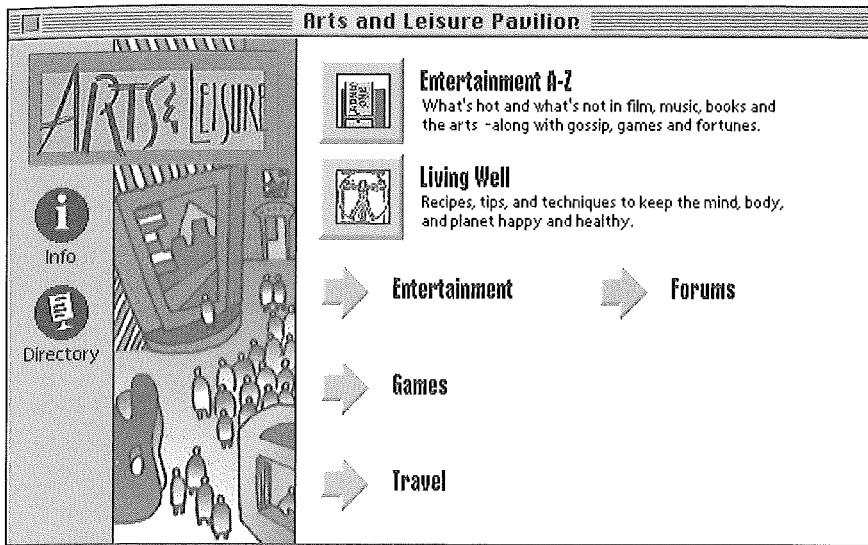 Arts and Leisure Pavilion
ARTS & LEISURE
Info
Directory
Entertainment A-Z
What's hot and what's not in film, music, books and
the arts -along with gossip, games and fortunes.
Living Well
Recipes, tips, and techniques to keep the mind, body,
and planet happy and healthy.
Entertainment
Forums
Games
Travel